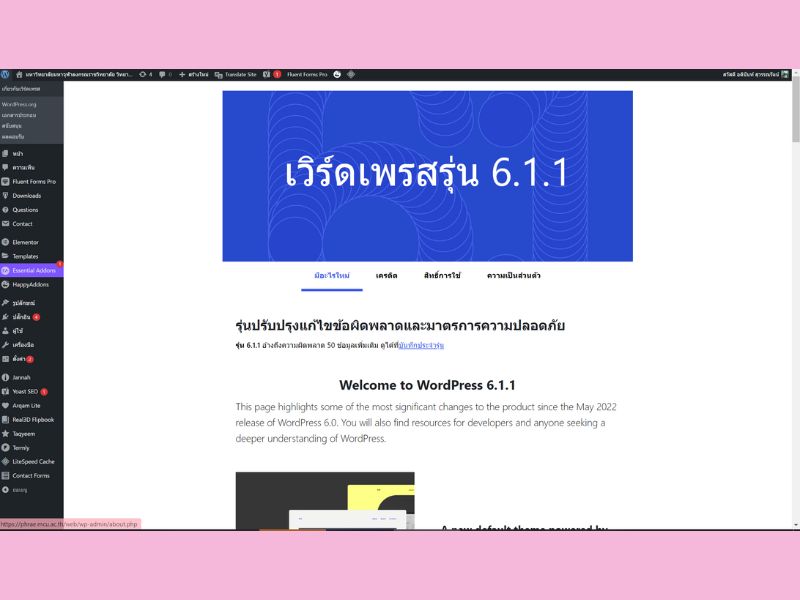 มหาวิทยาลัยมหาจุฬาลงกรณราชวิทยาลัย วิทยา... 4 0 สร้างใหม่ Translate Site 1 Fluent Forms Pro
เกี่ยวกับเวิร์ดเพรส
WordPress.org
เอกสารประกอบ
สนับสนุน
ผลตอบรับ
หน้า
ความเห็น
Fluent Forms Pro
Downloads
Questions
Contact
Elementor
Templates
Essential Addons
HappyAddons
รูปลักษณ์
ปลั๊กอิน 4
ผู้ใช้
เครื่องมือ
ตั้งค่า 2
Jannah
Yoast SEO 1
Arqam Lite
Real3D Flipbook
Taqyeem
Termly
LiteSpeed Cache
Contact Forms
https://phrae.mcu.ac.th/web/wp-admin/about.php
เวิร์ดเพรสรุ่น 6.1.1
มีอะไรใหม่ เครดิต สิทธิ์การใช้ ความเป็นส่วนตัว
รุ่นปรับปรุงแก้ไขข้อผิดพลาดและมาตรการความปลอดภัย
รุ่น 6.1.1 อ้างถึงความผิดพลาด 50 ข้อมูลเพิ่มเติม ดูได้ที่บันทึกประจำรุ่น
Welcome to WordPress 6.1.1
This page highlights some of the most significant changes to the product since the May 2022
release of WordPress 6.0. You will also find resources for developers and anyone seeking a
deeper understanding of WordPress.
A new default theme powered by